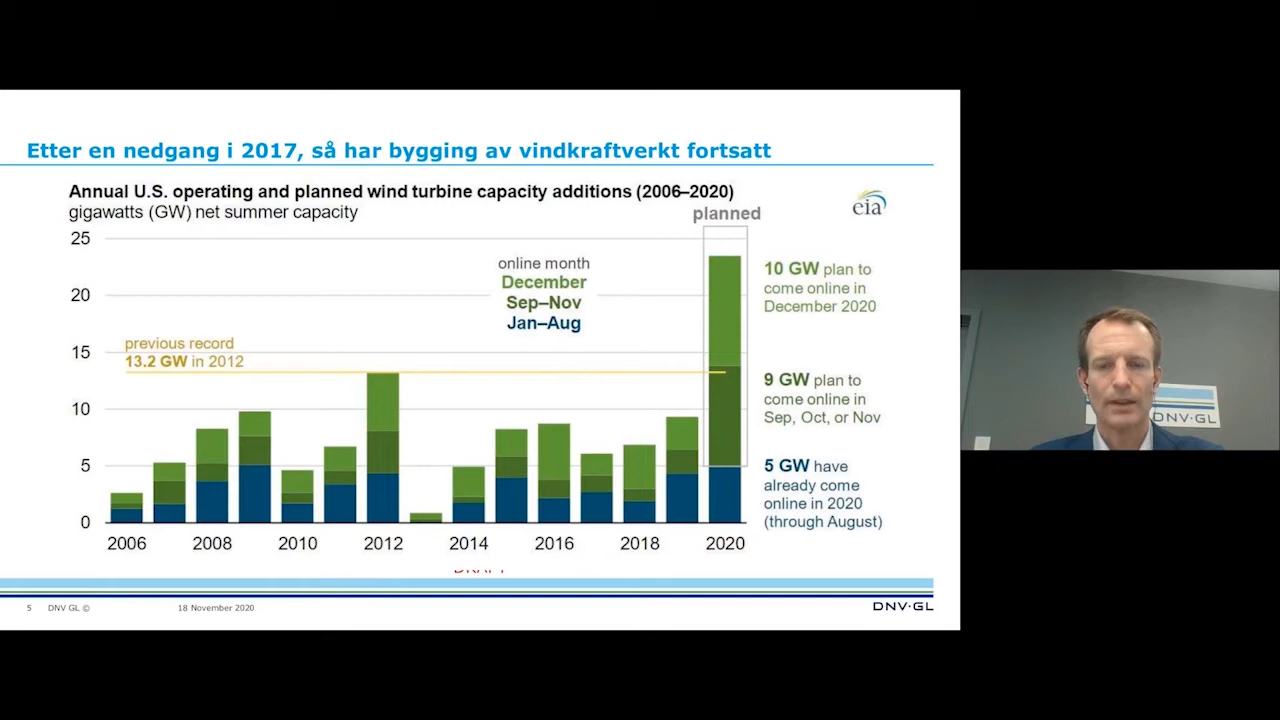 Etter en nedgang i 2017, så har bygging av vindkraftverkt fortsatt
Annual U.S. operating and planned wind turbine capacity additions (2006–2020)
gigawatts (GW) net summer capacity
eia
planned
25
20
15
10
5
0
online month
December
Sep–Nov
Jan–Aug
previous record
13.2 GW in 2012
10 GW plan to
come online in
December 2020
9 GW plan to
come online in
Sep, Oct, or Nov
5 GW have
already come
online in 2020
(through August)
2006 2008 2010 2012 2014 2016 2018 2020
5 DNV GL © 18 November 2020
DNV·GL
DNV·GL